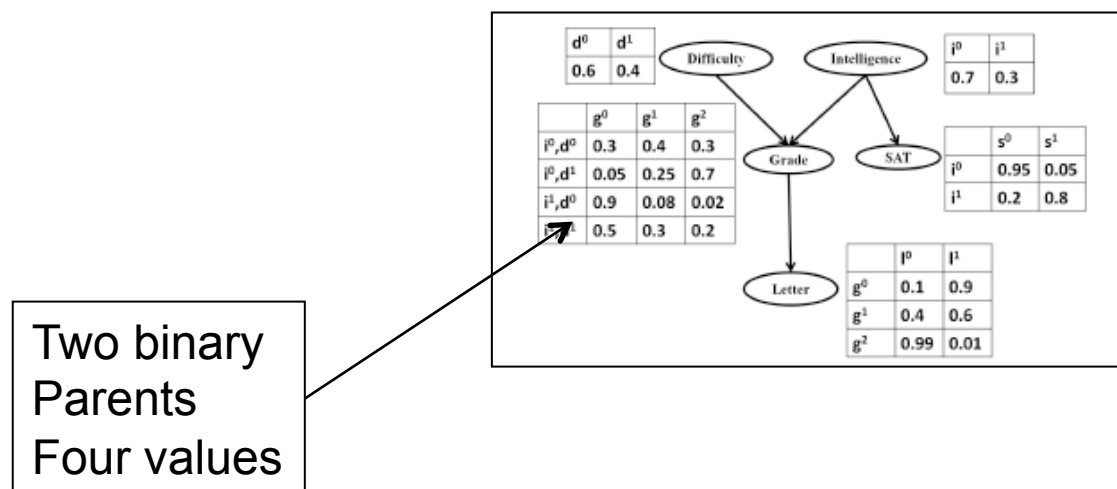 d⁰ d¹
0.6 0.4
Difficulty
Intelligence
i⁰ i¹
0.7 0.3
g⁰ g¹ g²
i⁰,d⁰ 0.3 0.4 0.3
i⁰,d¹ 0.05 0.25 0.7
i¹,d⁰ 0.9 0.08 0.02
0.5 0.3 0.2
Grade
SAT
s⁰ s¹
i⁰ 0.95 0.05
i¹ 0.2 0.8
Letter
l⁰ l¹
g⁰ 0.1 0.9
g¹ 0.4 0.6
g² 0.99 0.01
Two binary
Parents
Four values